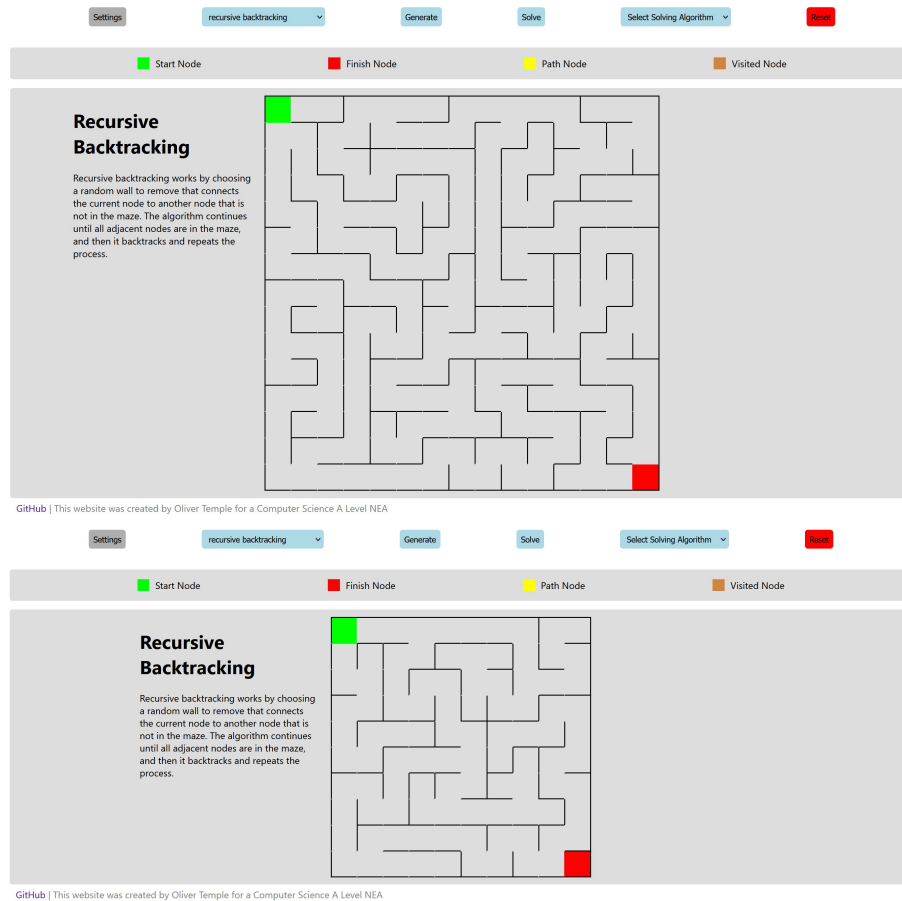 Settings recursive backtracking Generate Solve Select Solving Algorithm Reset
Start Node Finish Node Path Node Visited Node
Recursive
Backtracking
Recursive backtracking works by choosing
a random wall to remove that connects
the current node to another node that is
not in the maze. The algorithm continues
until all adjacent nodes are in the maze,
and then it backtracks and repeats the
process.
GitHub | This website was created by Oliver Temple for a Computer Science A Level NEA
Settings recursive backtracking Generate Solve Select Solving Algorithm Reset
Start Node Finish Node Path Node Visited Node
Recursive
Backtracking
Recursive backtracking works by choosing
a random wall to remove that connects
the current node to another node that is
not in the maze. The algorithm continues
until all adjacent nodes are in the maze,
and then it backtracks and repeats the
process.
GitHub | This website was created by Oliver Temple for a Computer Science A Level NEA